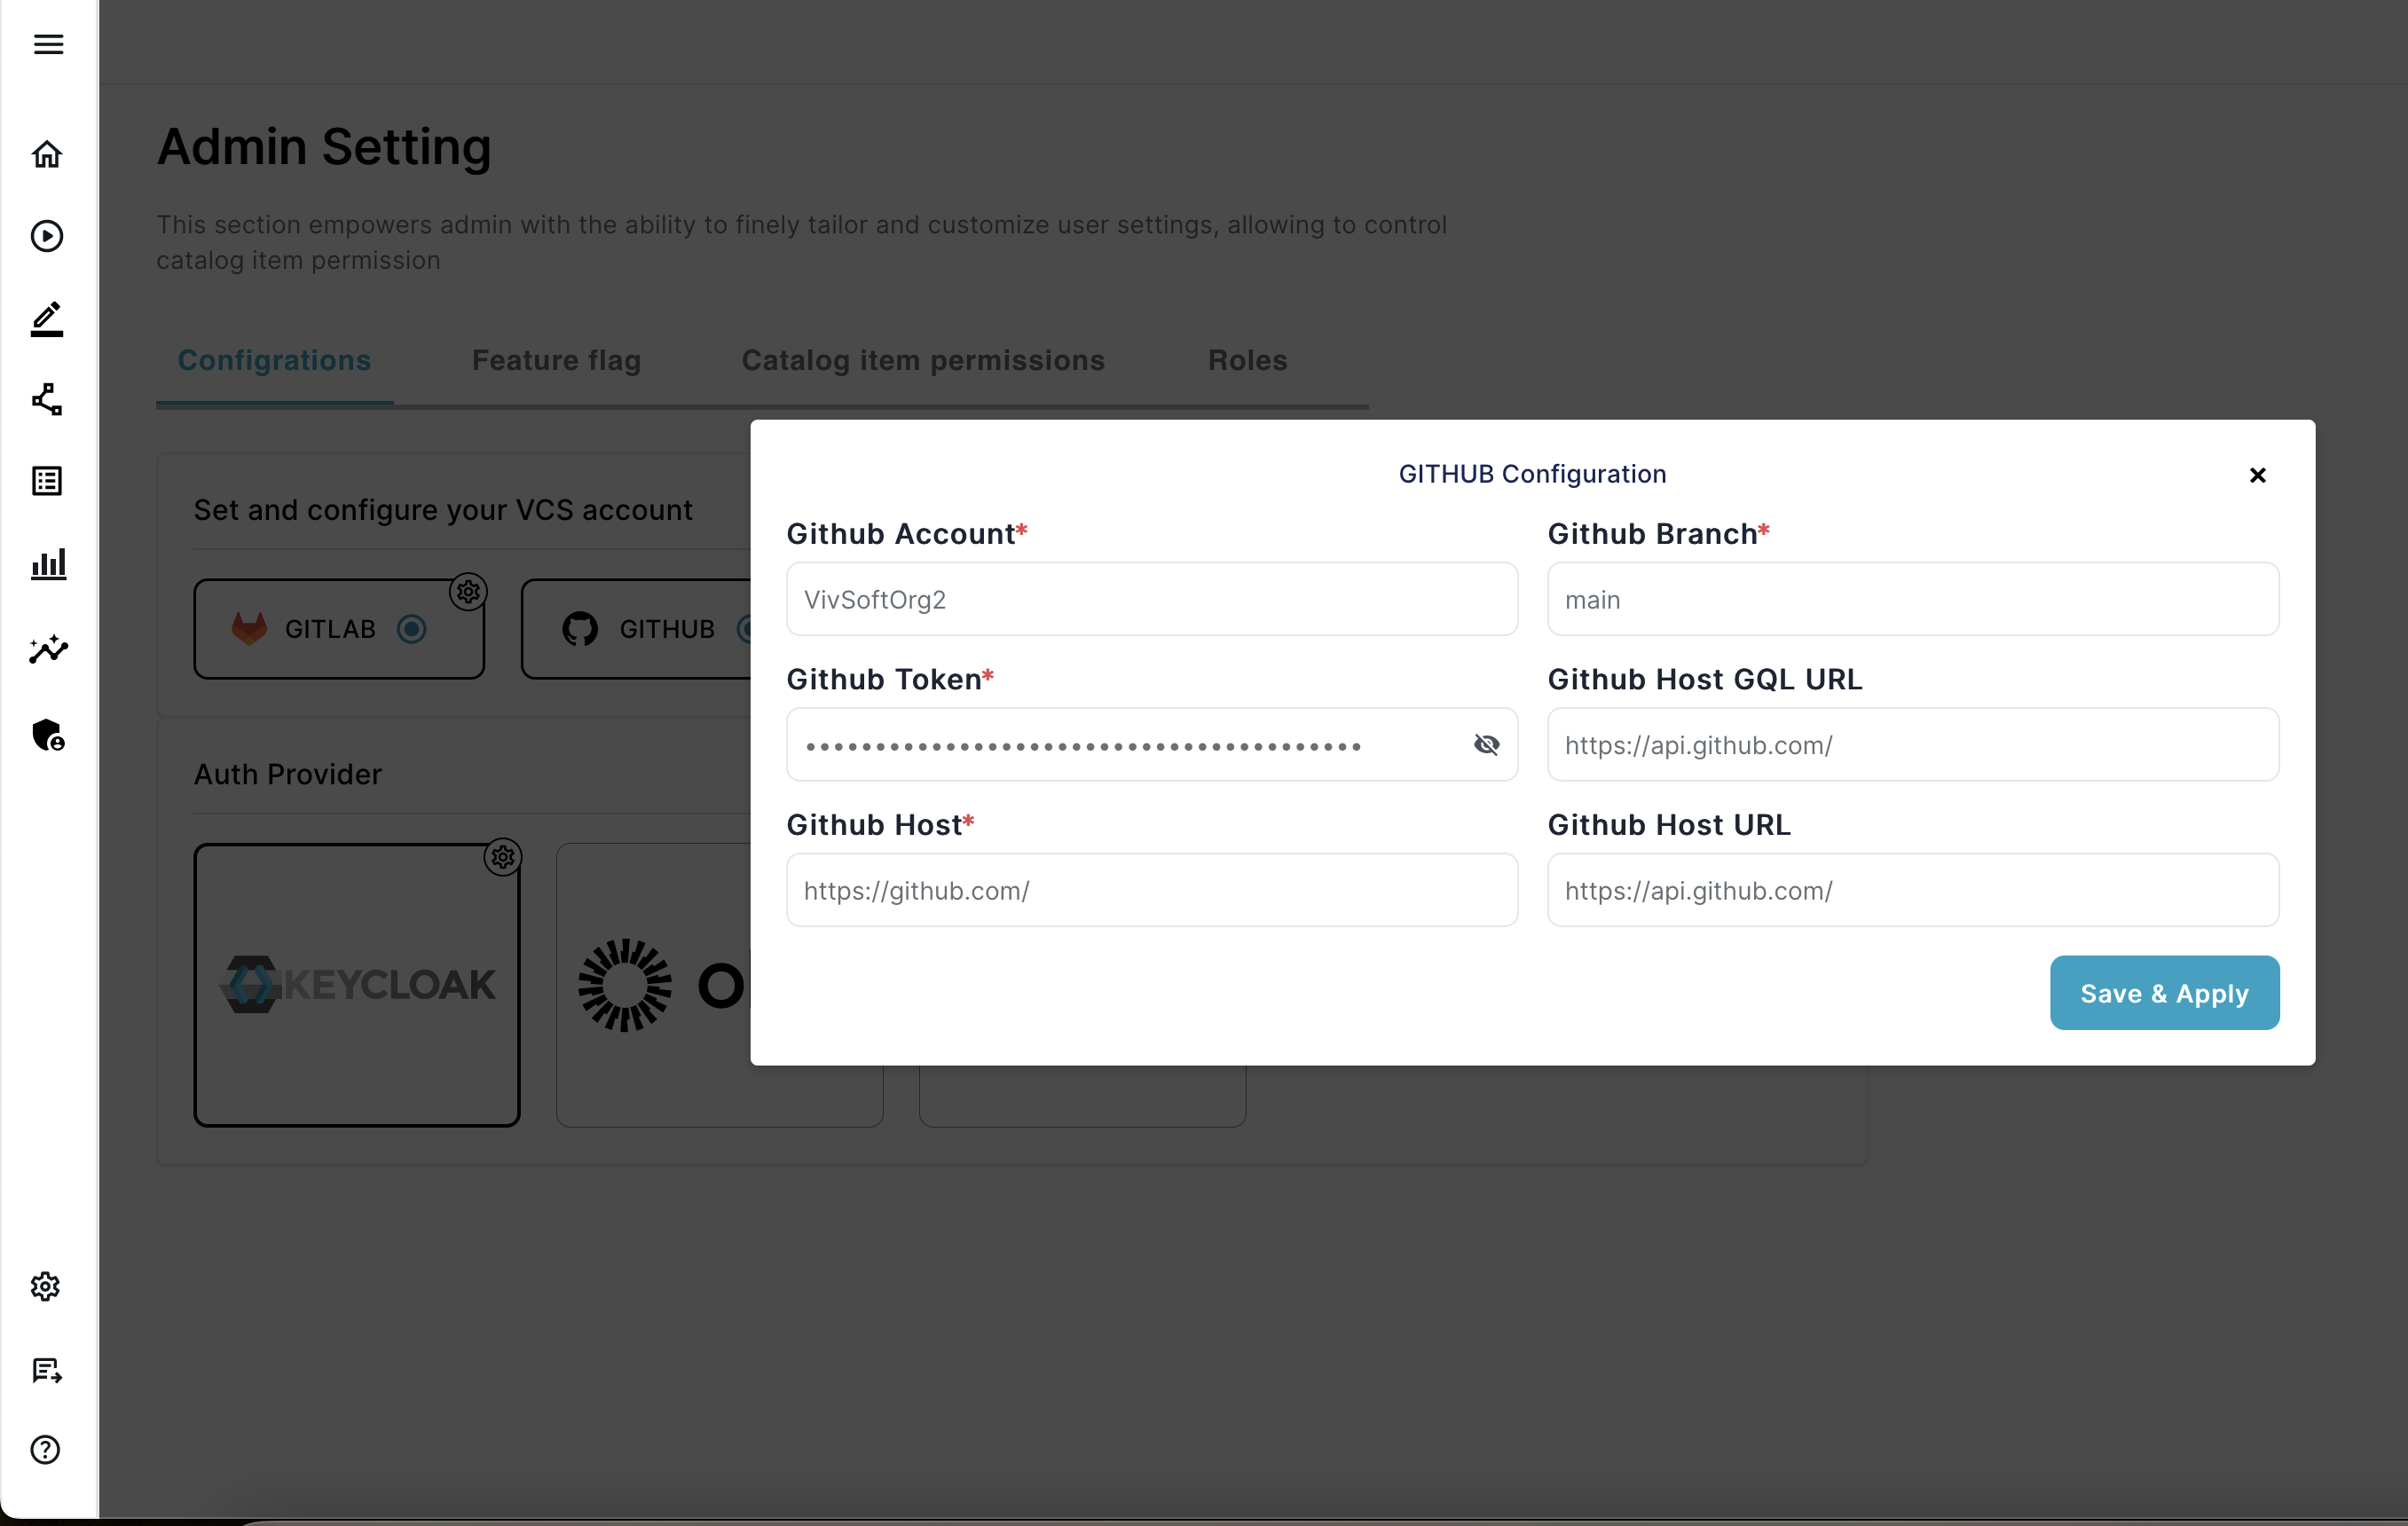 Admin Setting
This section empowers admin with the ability to finely tailor and customize user settings, allowing to control
catalog item permission
Configrations
Feature flag
Catalog item permissions
Roles
Set and configure your VCS account
GITLAB
GITHUB
Auth Provider
KEYCLOAK
GITHUB Configuration
Github Account*
VivSoftOrg2
Github Branch*
main
Github Token*
••••••••••••••••••••••••••••••••••••••••
Github Host GQL URL
https://api.github.com/
Github Host*
https://github.com/
Github Host URL
https://api.github.com/
Save & Apply